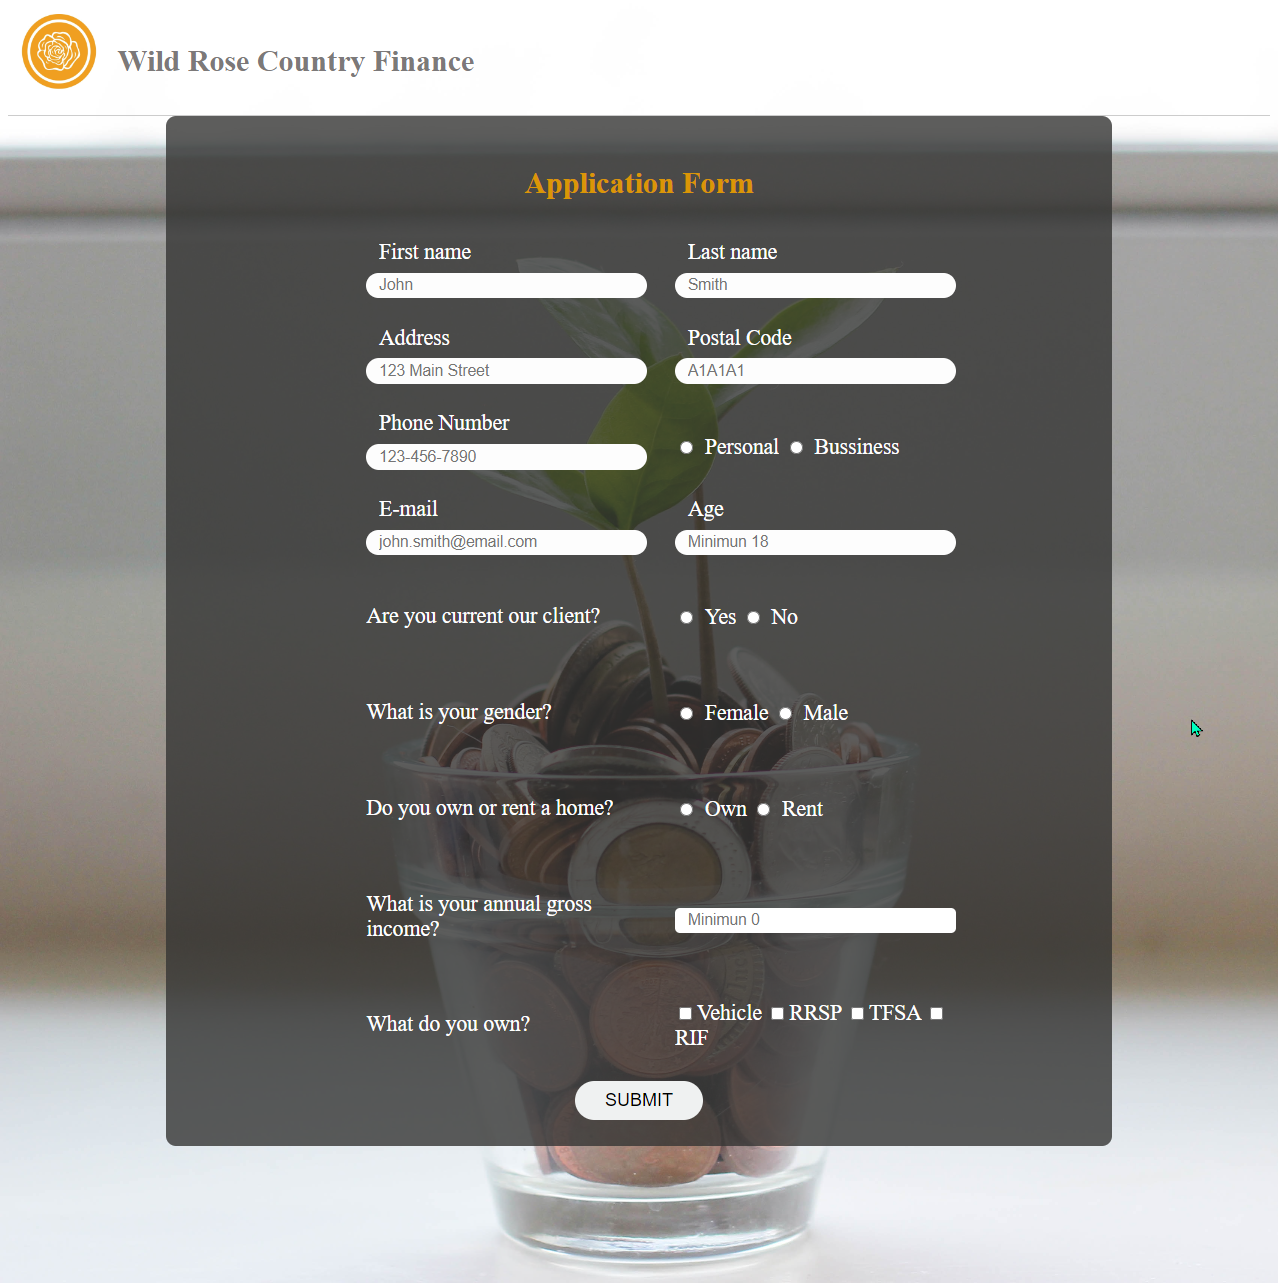 Wild Rose Country Finance
Application Form
First name Last name
John Smith
Address Postal Code
123 Main Street A1A1A1
Phone Number
123-456-7890 Personal Bussiness
E-mail Age
john.smith@email.com Minimun 18
Are you current our client? Yes No
What is your gender? Female Male
Do you own or rent a home? Own Rent
What is your annual gross
income? Minimun 0
What do you own? Vehicle RRSP TFSA
RIF
SUBMIT